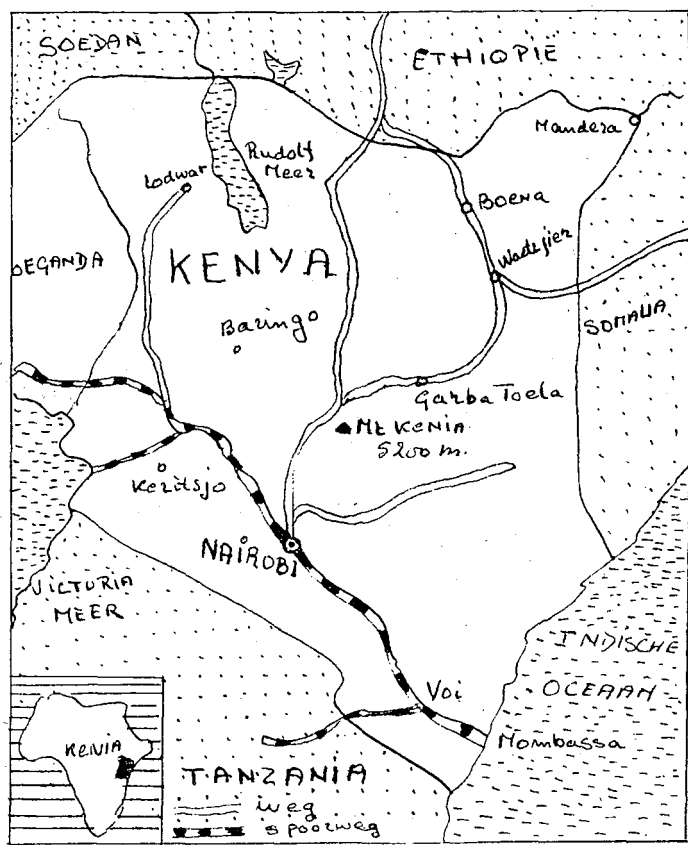 SOEDAN
ETHIOPIE
Mandera
Rudolf
Meer
Lodwar
Boena
OEGANDA
KENYA
Wadzjier
SOMALIA
Baringo
Garba Toela
Mt KENIA
5200 m.
Keritsjo
NAIROBI
VICTORIA
MEER
INDISCHE
OCEAAN
Voi
Mombassa
KENIA
TANZANIA
weg
spoorweg